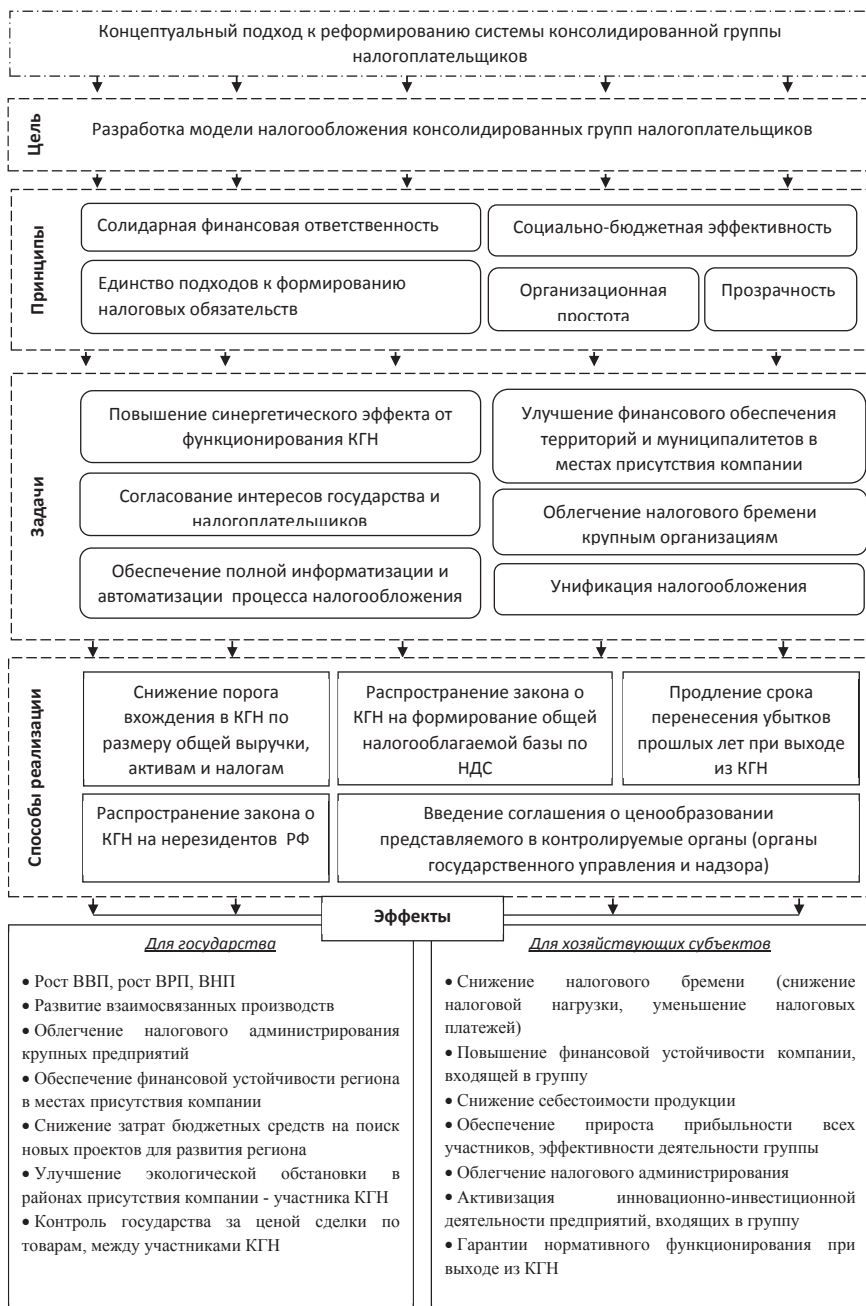 Концептуальный подход к реформированию системы консолидированной группы
налогоплательщиков
Цель
Разработка модели налогообложения консолидированных групп налогоплательщиков
Принципы
Солидарная финансовая ответственность
Социально-бюджетная эффективность
Единство подходов к формированию
налоговых обязательств
Организационная
простота
Прозрачность
Задачи
Повышение синергетического эффекта от
функционирования КГН
Улучшение финансового обеспечения
территорий и муниципалитетов в
местах присутствия компании
Согласование интересов государства и
налогоплательщиков
Облегчение налогового бремени
крупным организациям
Обеспечение полной информатизации и
автоматизации процесса налогообложения
Унификация налогообложения
Способы реализации
Снижение порога
вхождения в КГН по
размеру общей выручки,
активам и налогам
Распространение закона о
КГН на формирование общей
налогооблагаемой базы по
НДС
Продление срока
перенесения убытков
прошлых лет при выходе
из КГН
Распространение закона о
КГН на нерезидентов РФ
Введение соглашения о ценообразовании
представляемого в контролируемые органы (органы
государственного управления и надзора)
Эффекты
Для государства
• Рост ВВП, рост ВРП, ВНП
• Развитие взаимосвязанных производств
• Облегчение налогового администрирования
крупных предприятий
• Обеспечение финансовой устойчивости региона
в местах присутствия компании
• Снижение затрат бюджетных средств на поиск
новых проектов для развития региона
• Улучшение экологической обстановки в
районах присутствия компании - участника КГН
• Контроль государства за ценой сделки по
товарам, между участниками КГН
Для хозяйствующих субъектов
• Снижение налогового бремени (снижение
налоговой нагрузки, уменьшение налоговых
платежей)
• Повышение финансовой устойчивости компании,
входящей в группу
• Снижение себестоимости продукции
• Обеспечение прироста прибыльности всех
участников, эффективности деятельности группы
• Облегчение налогового администрирования
• Активизация инновационно-инвестиционной
деятельности предприятий, входящих в группу
• Гарантии нормативного функционирования при
выходе из КГН